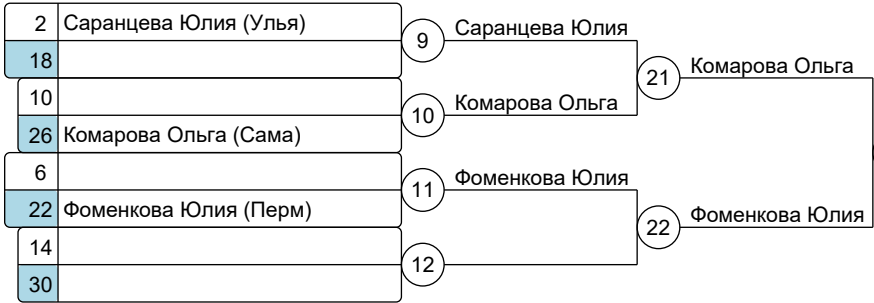 2 Саранцева Юлия (Улья)
18
10
26 Комарова Ольга (Сама)
6
22 Фоменкова Юлия (Перм)
14
30
9 Саранцева Юлия
10 Комарова Ольга
11 Фоменкова Юлия
12
21 Комарова Ольга
22 Фоменкова Юлия